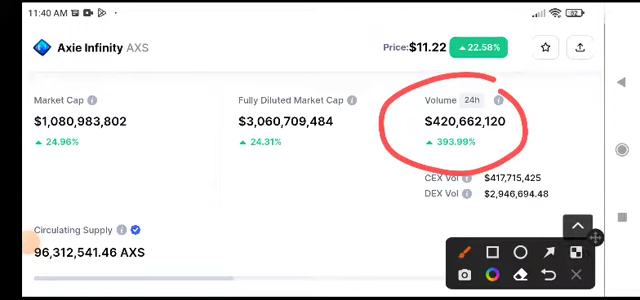 11:40 AM
82
Axie Infinity AXS
Price: $11.22
22.58%
Market Cap
Fully Diluted Market Cap
Volume 24h
$1,080,983,802
$3,060,709,484
$420,662,120
24.96%
24.31%
393.99%
CEX Vol $417,715,425
DEX Vol $2,946,694.48
Circulating Supply
96,312,541.46 AXS